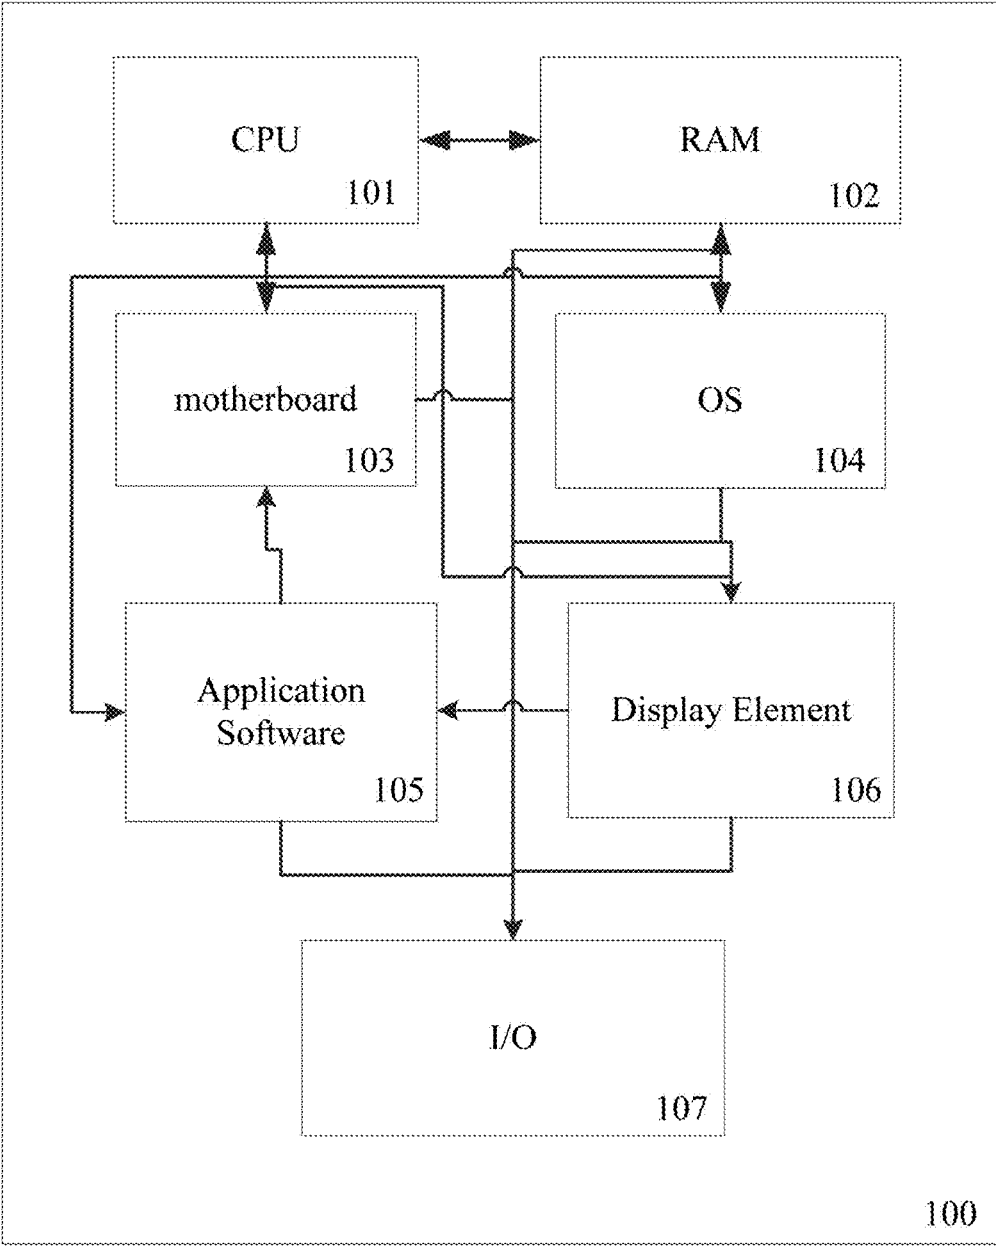 CPU
101
RAM
102
motherboard
103
OS
104
Application
Software
105
Display Element
106
I/O
107
100